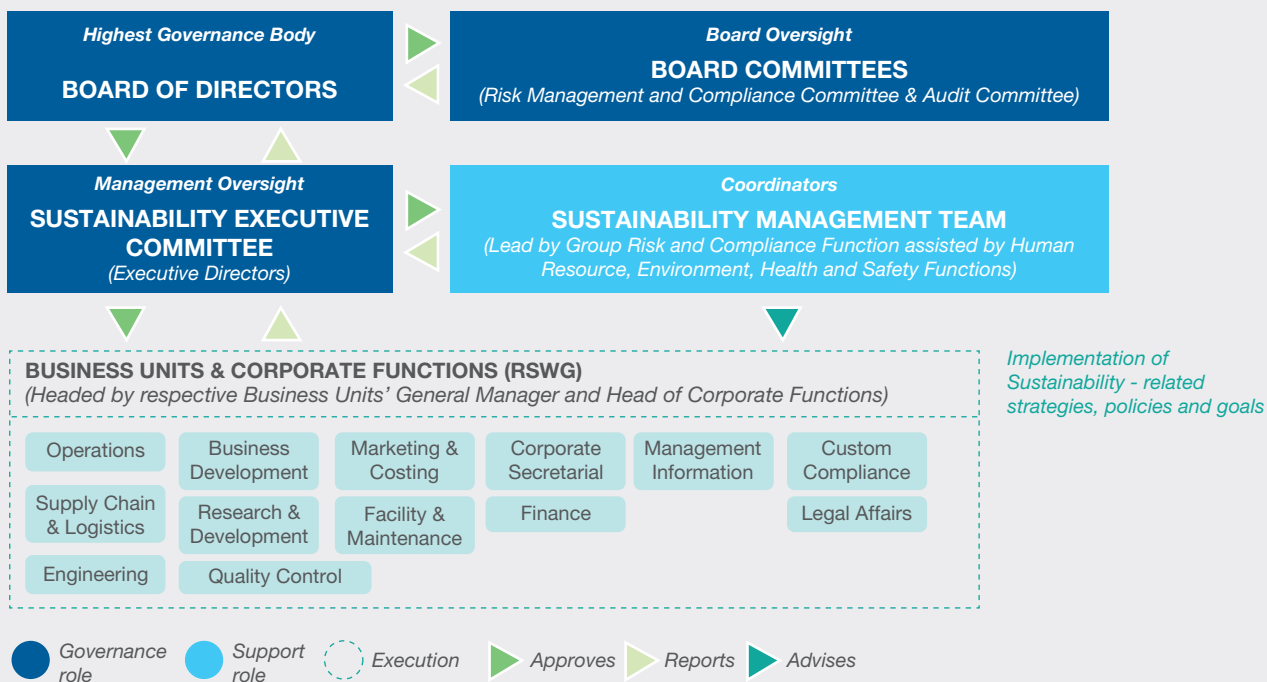 Highest Governance Body
BOARD OF DIRECTORS
Board Oversight
BOARD COMMITTEES
(Risk Management and Compliance Committee & Audit Committee)
Management Oversight
SUSTAINABILITY EXECUTIVE
COMMITTEE
(Executive Directors)
Coordinators
SUSTAINABILITY MANAGEMENT TEAM
(Lead by Group Risk and Compliance Function assisted by Human
Resource, Environment, Health and Safety Functions)
BUSINESS UNITS & CORPORATE FUNCTIONS (RSWG)
(Headed by respective Business Units' General Manager and Head of Corporate Functions)
Implementation of
Sustainability - related
strategies, policies and goals
Operations
Business
Development
Marketing &
Costing
Corporate
Secretarial
Management
Information
Custom
Compliance
Supply Chain
& Logistics
Research &
Development
Facility &
Maintenance
Finance
Legal Affairs
Engineering
Quality Control
Governance
role
Support
role
Execution
Approves
Reports
Advises